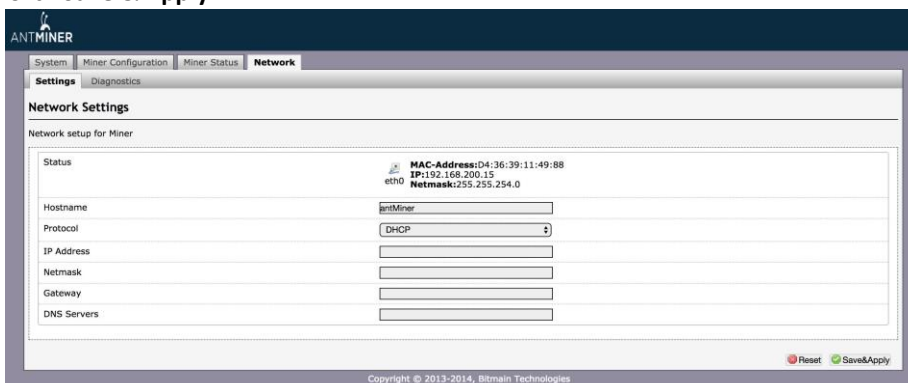 ANTMINER
System Miner Configuration Miner Status Network
Settings Diagnostics
Network Settings
Network setup for Miner
Status
MAC-Address:D4:36:39:11:49:88
IP:192.168.200.15
eth0 Netmask:255.255.254.0
Hostname antMiner
Protocol DHCP
IP Address
Netmask
Gateway
DNS Servers
Reset Save&Apply
Copyright © 2013-2014, Bitmain Technologies